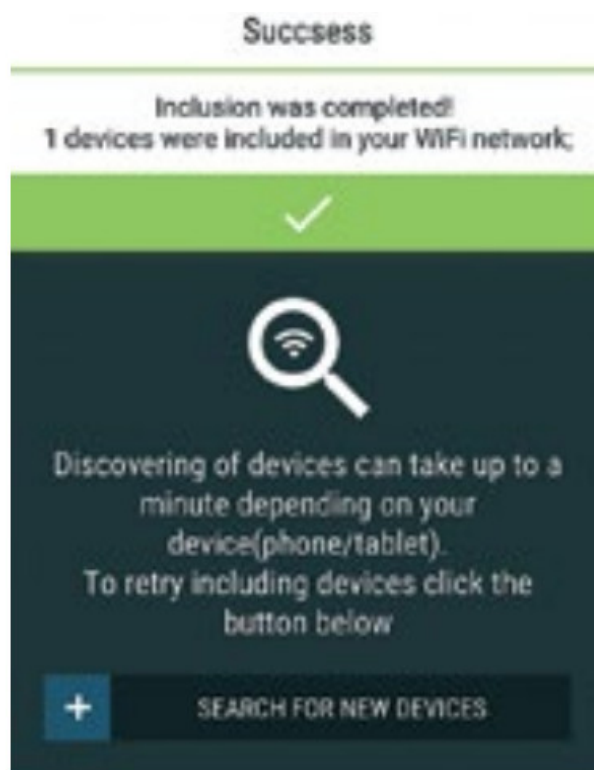 Succsess
Inclusion was completed!
1 devices were included in your WiFi network;
Discovering of devices can take up to a
minute depending on your
device(phone/tablet).
To retry including devices click the
button below
+ SEARCH FOR NEW DEVICES